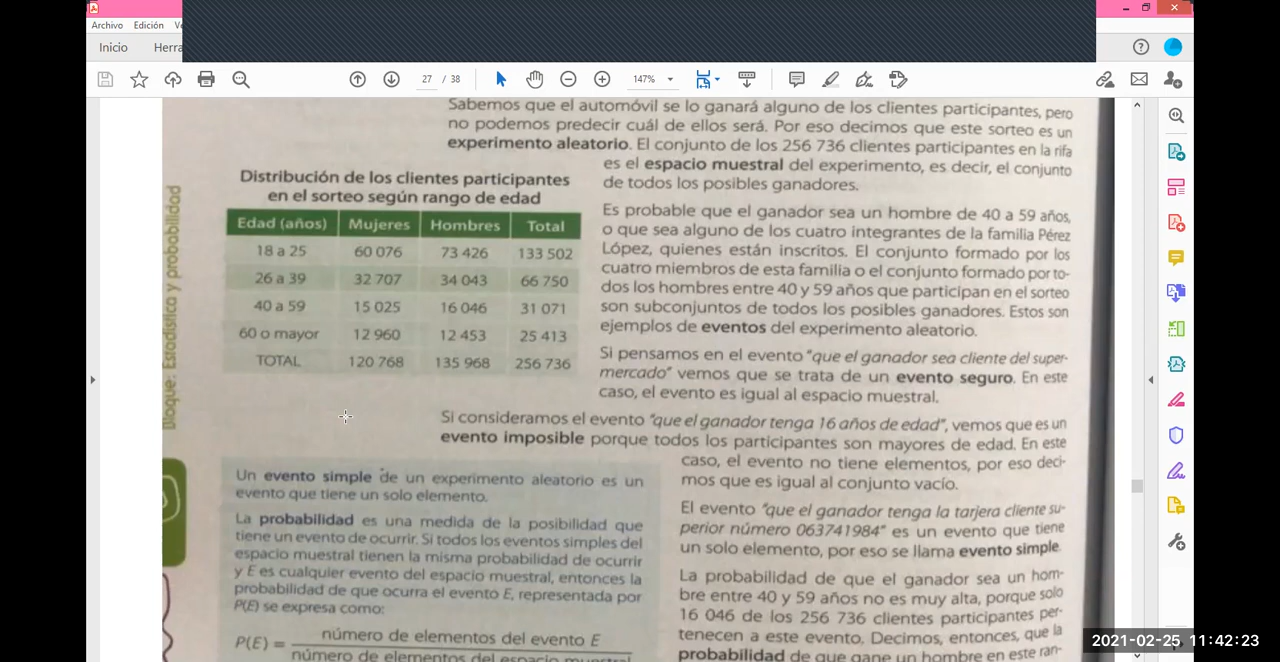 Archivo Edición
Inicio
27 / 38
147%
Sabemos que el automóvil se lo ganará alguno de los clientes participantes, pero
no podemos predecir cuál de ellos será. Por eso decimos que este sorteo es un
experimento aleatorio. El conjunto de los 256 736 clientes participantes en la rifa
es el espacio muestral del experimento, es decir, el conjunto
de todos los posibles ganadores.
Distribución de los clientes participantes
en el sorteo según rango de edad
Edad (años) Mujeres Hombres Total
18 a 25 60 076 73 426 133 502
26 a 39 32 707 34 043 66 750
40 a 59 15 025 16 046 31 071
60 o mayor 12 960 12 453 25 413
TOTAL 120 768 135 968 256 736
Es probable que el ganador sea un hombre de 40 a 59 años,
o que sea alguno de los cuatro integrantes de la familia Pérez
López, quienes están inscritos. El conjunto formado por los
cuatro miembros de esta familia o el conjunto formado por to-
dos los hombres entre 40 y 59 años que participan en el sorteo
son subconjuntos de todos los posibles ganadores. Estos son
ejemplos de eventos del experimento aleatorio.
Si pensamos en el evento "que el ganador sea cliente del super-
mercado" vemos que se trata de un evento seguro. En este
caso, el evento es igual al espacio muestral.
Si consideramos el evento "que el ganador tenga 16 años de edad", vemos que es un
evento imposible porque todos los participantes son mayores de edad. En este
caso, el evento no tiene elementos, por eso deci-
mos que es igual al conjunto vacío.
El evento "que el ganador tenga la tarjera cliente su-
perior número 063741984" es un evento que tiene
un solo elemento, por eso se llama evento simple.
La probabilidad de que el ganador sea un hom-
bre entre 40 y 59 años no es muy alta, porque solo
16 046 de los 256 736 clientes participantes per-
tenecen a este evento. Decimos, entonces, que la
probabilidad de que gane un hombre en este ran-
Bloque: Estadística y probabilidad
Un evento simple de un experimento aleatorio es un
evento que tiene un solo elemento.
La probabilidad es una medida de la posibilidad que
tiene un evento de ocurrir. Si todos los eventos simples del
espacio muestral tienen la misma probabilidad de ocurrir
y E es cualquier evento del espacio muestral, entonces la
probabilidad de que ocurra el evento E, representada por
P(E) se expresa como:
P(E) = número de elementos del evento E
número de elementos del espacio muestral
2021-02-25 11:42:23